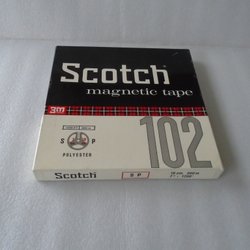 Scotch
magnetic tape
3M
S P
POLYESTER
102
Scotch
S P